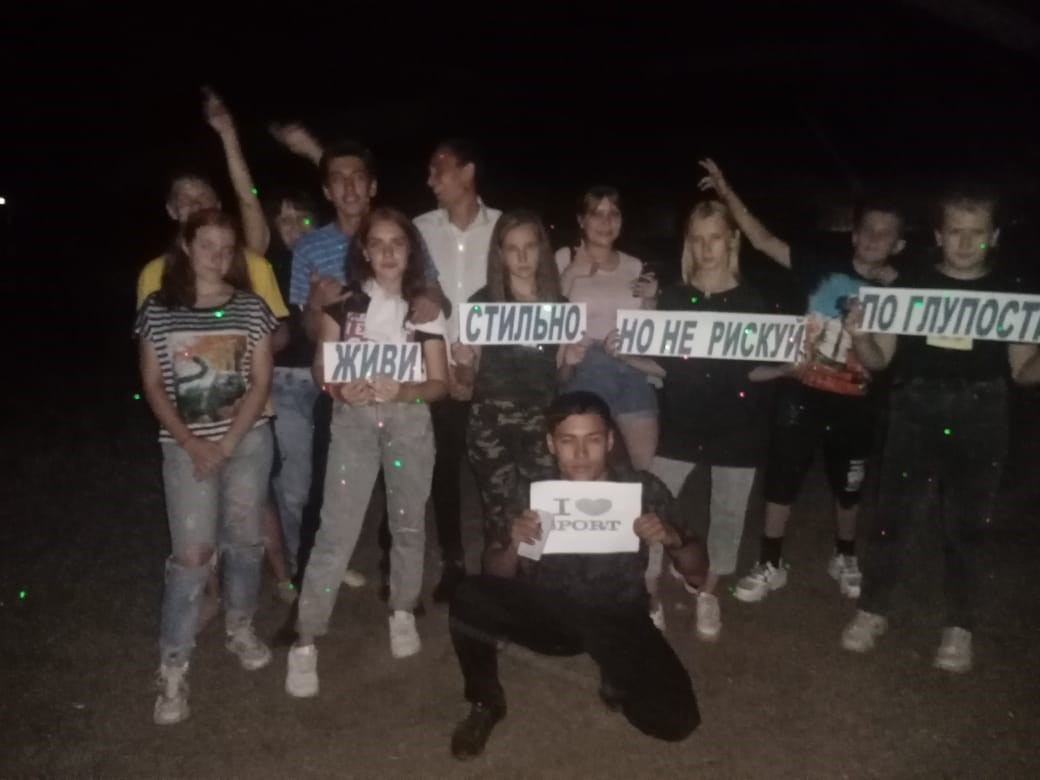 ЖИВИ
СТИЛЬНО
НО НЕ РИСКУЙ
ПО ГЛУПОСТИ
I
PORT